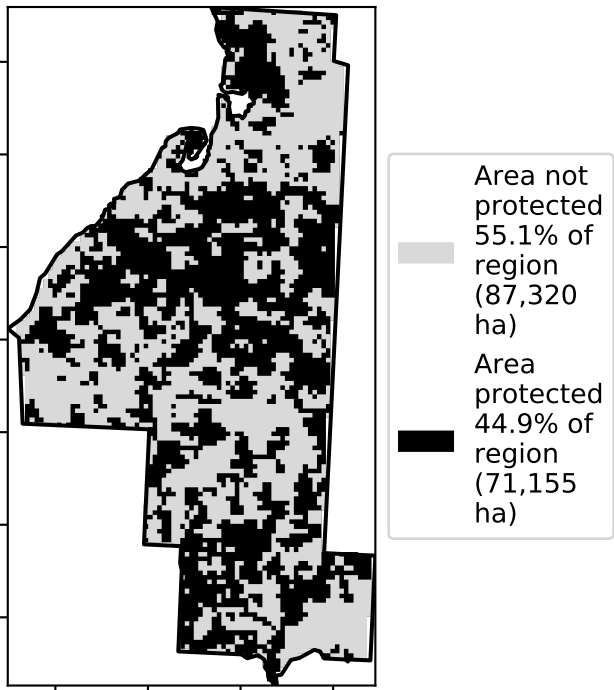 Area not
protected
55.1% of
region
(87,320
ha)
Area
protected
44.9% of
region
(71,155
ha)